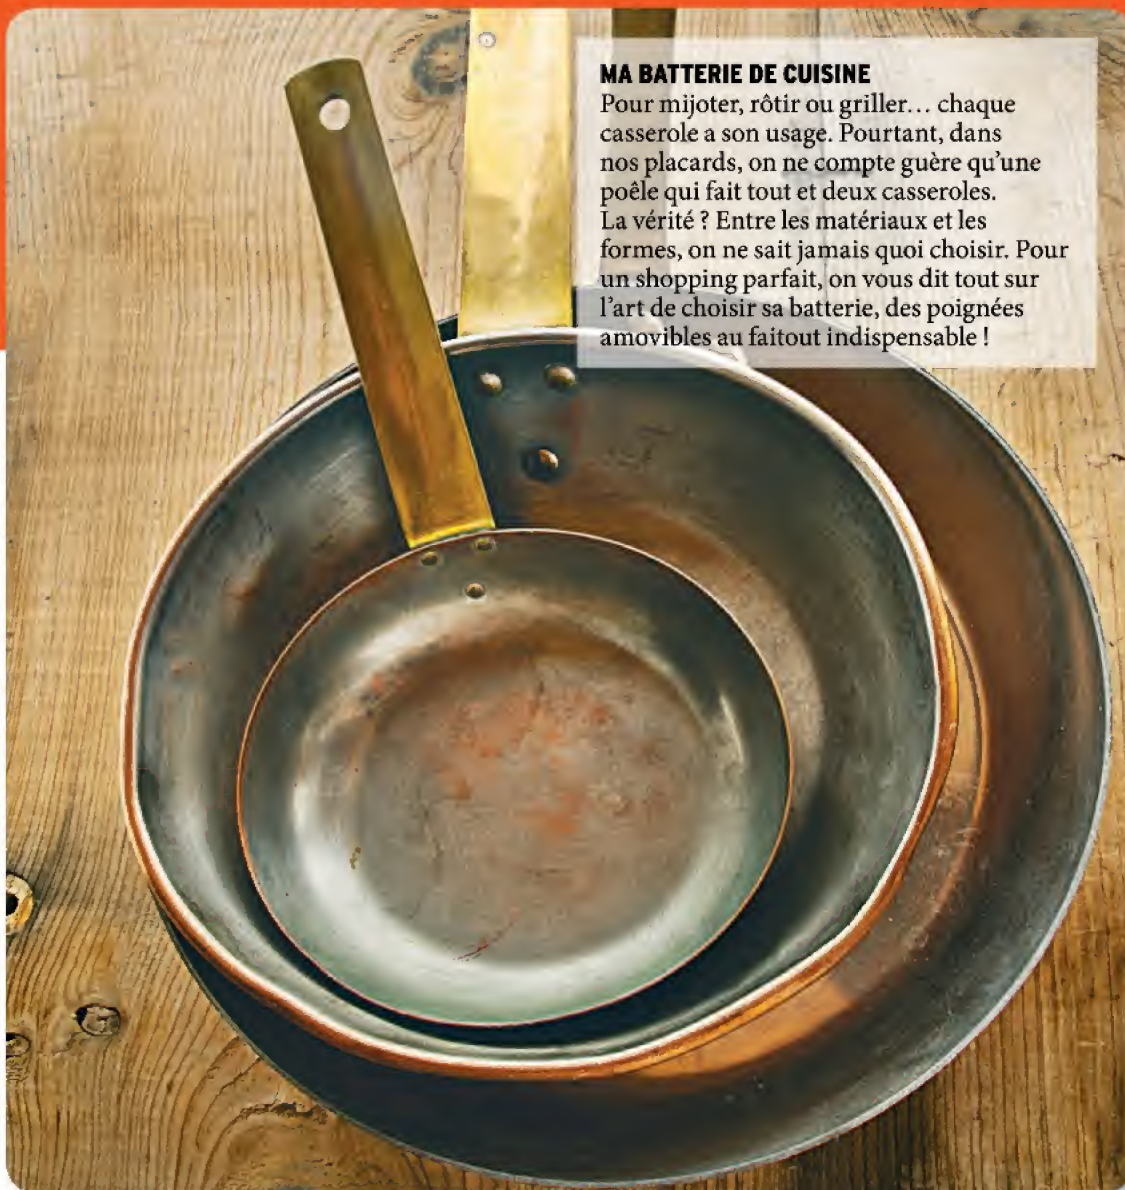 MA BATTERIE DE CUISINE
Pour mijoter, rôtir ou griller… chaque
casserole a son usage. Pourtant, dans
nos placards, on ne compte guère qu’une
poêle qui fait tout et deux casseroles.
La vérité ? Entre les matériaux et les
formes, on ne sait jamais quoi choisir. Pour
un shopping parfait, on vous dit tout sur
l’art de choisir sa batterie, des poignées
amovibles au faitout indispensable !